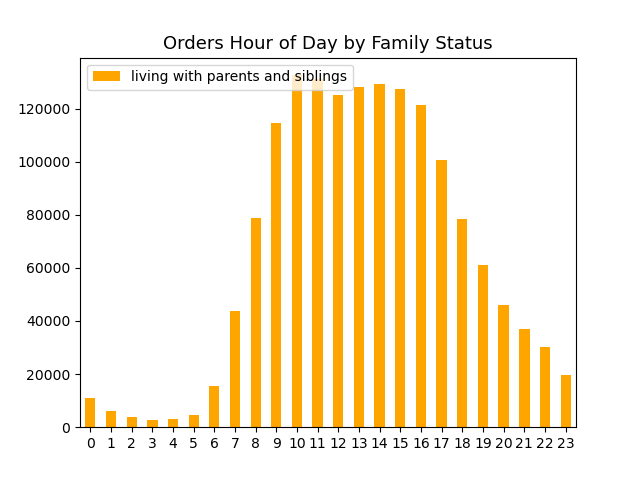 Orders Hour of Day by Family Status
living with parents and siblings
120000
100000
80000
60000
40000
20000
0
0 1 2 3 4 5 6 7 8 9 10 11 12 13 14 15 16 17 18 19 20 21 22 23